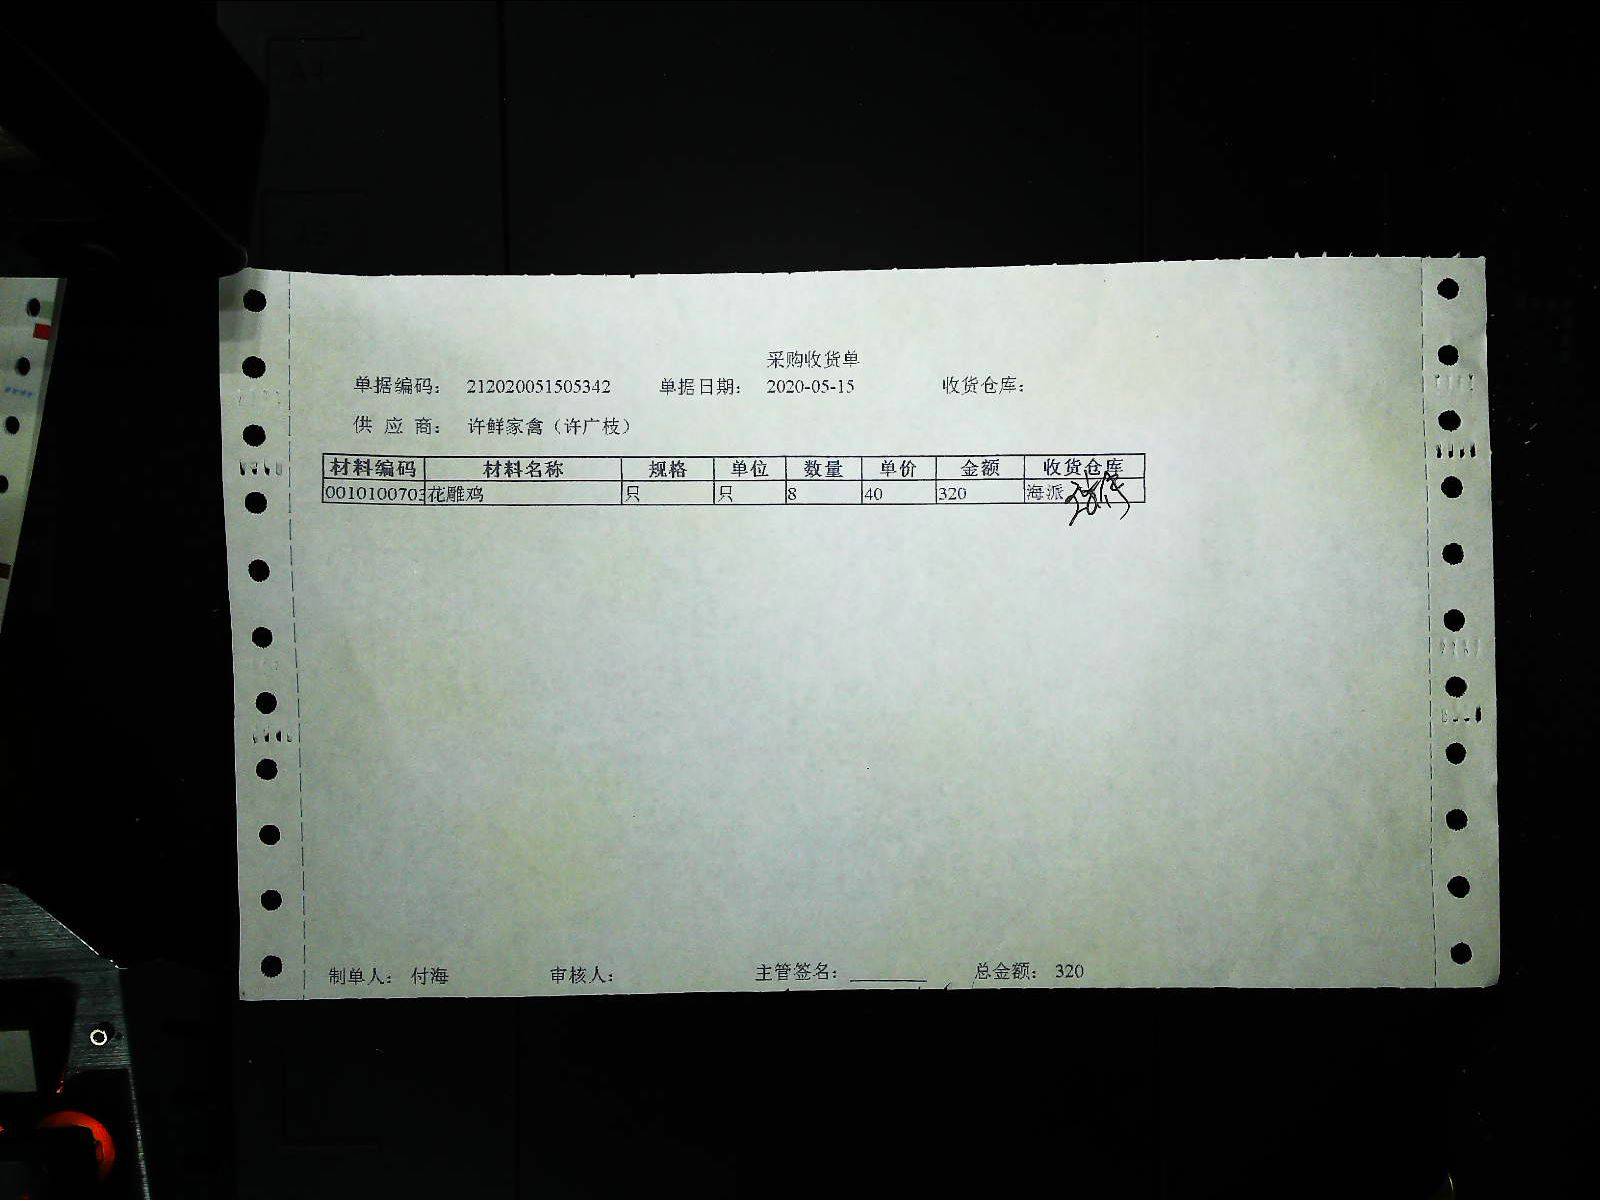 采购收货单
单据编码： 212020051505342 单据日期： 2020-05-15 收货仓库：
供 应 商： 许鲜家禽（许广枝）
材料编码 材料名称 规格 单位 数量 单价 金额 收货仓库
0010100703 花雕鸡 只 只 8 40 320 海派
制单人： 付海 审核人： 主管签名： ________ 总金额： 320